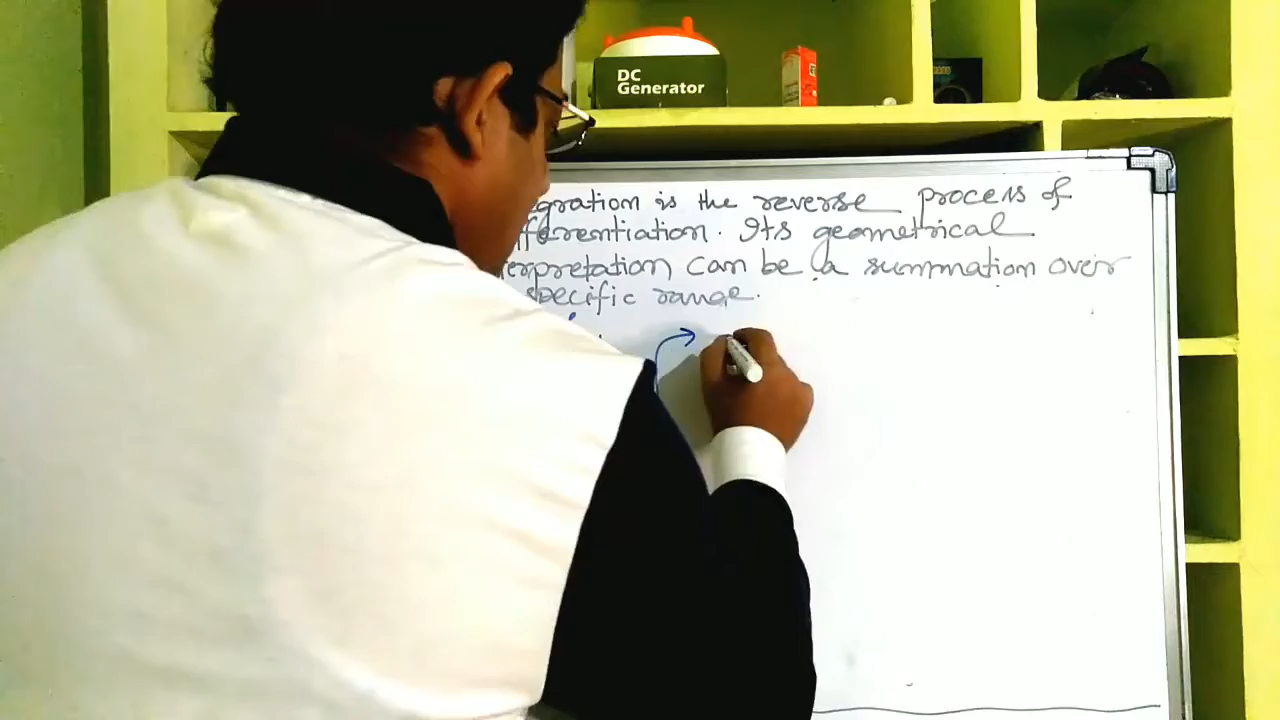 DC
Generator
gration is the reverse process of
fferentiation. Its geometrical
erpretation can be a summation over
specific range.